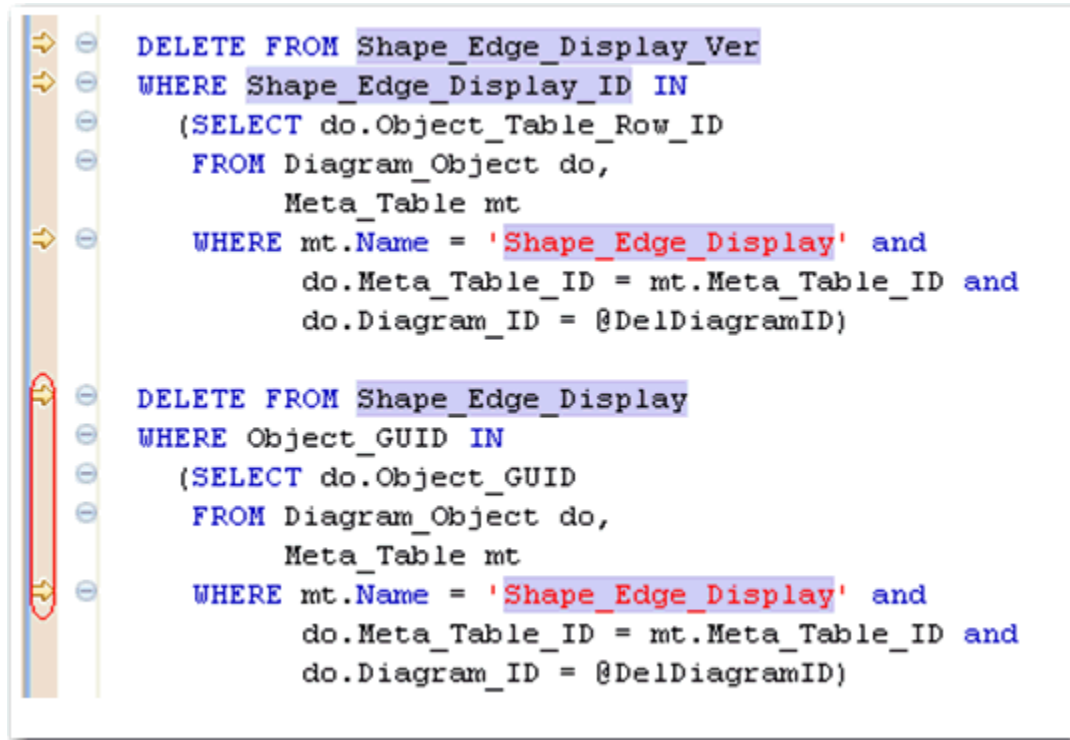 DELETE FROM Shape_Edge_Display_Ver
WHERE Shape_Edge_Display_ID IN
(SELECT do.Object_Table_Row_ID
FROM Diagram_Object do,
Meta_Table mt
WHERE mt.Name = 'Shape_Edge_Display' and
do.Meta_Table_ID = mt.Meta_Table_ID and
do.Diagram_ID = @DelDiagramID)
DELETE FROM Shape_Edge_Display
WHERE Object_GUID IN
(SELECT do.Object_GUID
FROM Diagram_Object do,
Meta_Table mt
WHERE mt.Name = 'Shape_Edge_Display' and
do.Meta_Table_ID = mt.Meta_Table_ID and
do.Diagram_ID = @DelDiagramID)